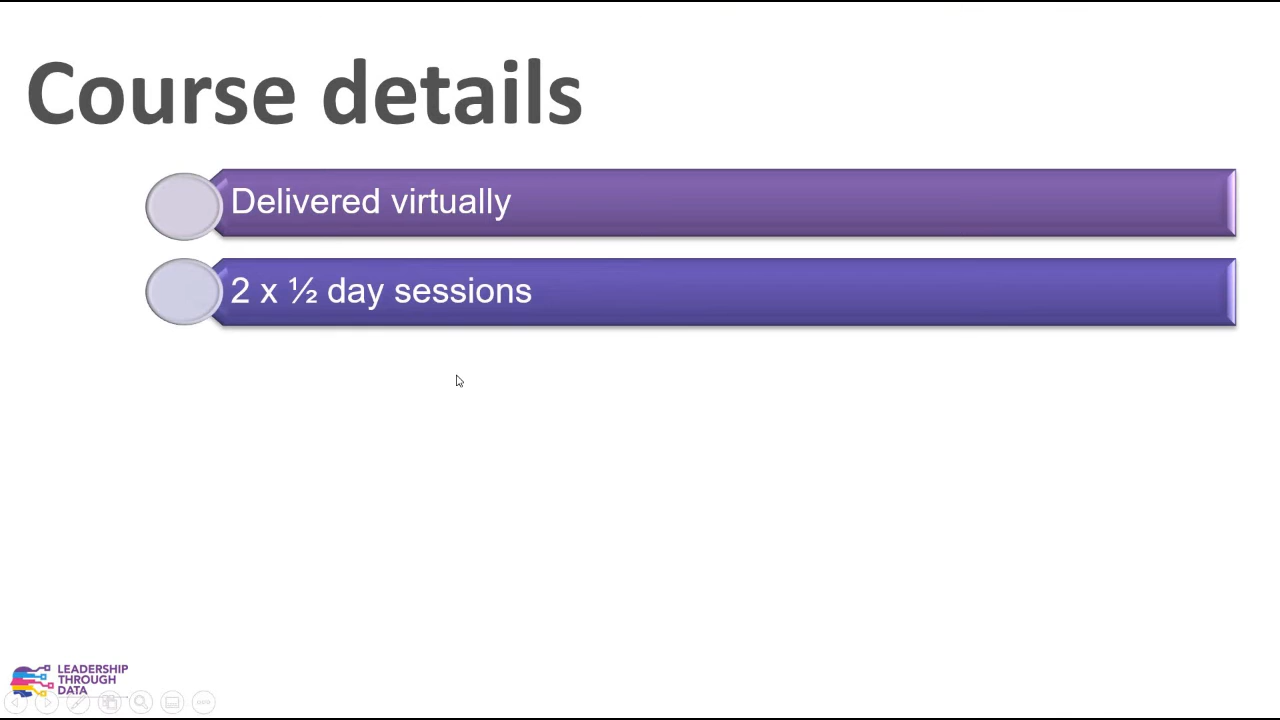 Course details
Delivered virtually
2 x ½ day sessions
LEADERSHIP
THROUGH
DATA